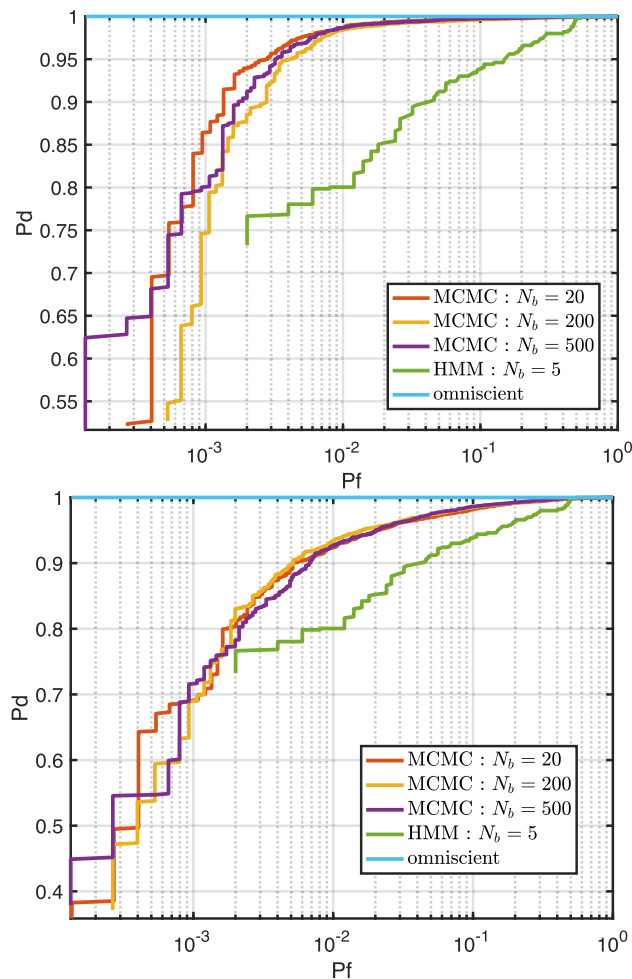 1
0.95
0.9
0.85
0.8
Pd
0.75
0.7
0.65
0.6
0.55
MCMC : N_b = 20
MCMC : N_b = 200
MCMC : N_b = 500
HMM : N_b = 5
omniscient
10^-3 10^-2 10^-1 10^0
Pf
1
0.9
0.8
0.7
Pd
0.6
0.5
0.4
MCMC : N_b = 20
MCMC : N_b = 200
MCMC : N_b = 500
HMM : N_b = 5
omniscient
10^-3 10^-2 10^-1 10^0
Pf